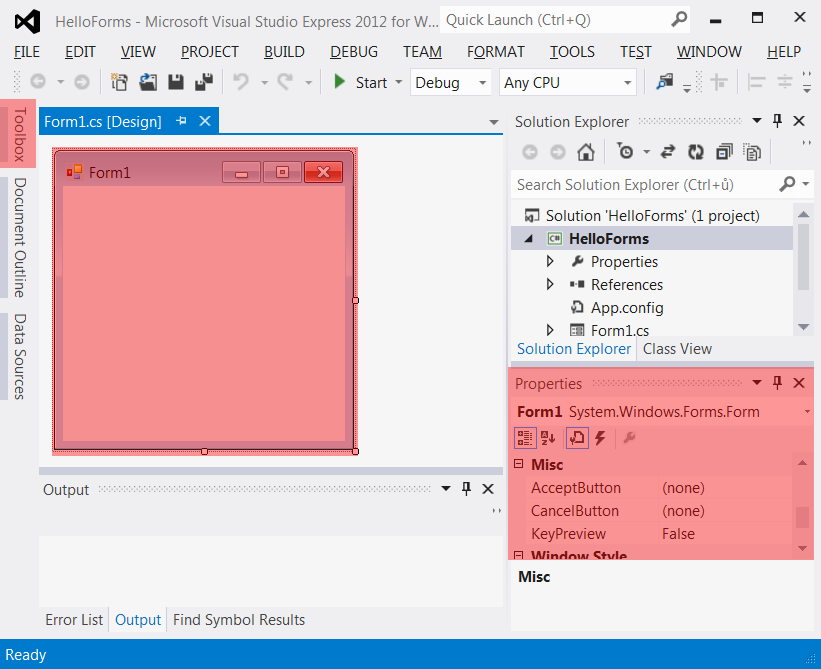 HelloForms - Microsoft Visual Studio Express 2012 for W...
Quick Launch (Ctrl+Q)
FILE EDIT VIEW PROJECT BUILD DEBUG TEAM FORMAT TOOLS TEST WINDOW HELP
Start Debug Any CPU
Toolbox
Document Outline
Data Sources
Form1.cs [Design]
Form1
Output
Error List Output Find Symbol Results
Solution Explorer
Search Solution Explorer (Ctrl+ů)
Solution 'HelloForms' (1 project)
C# HelloForms
Properties
References
App.config
Form1.cs
Solution Explorer Class View
Properties
Form1 System.Windows.Forms.Form
Misc
AcceptButton (none)
CancelButton (none)
KeyPreview False
Window Style
Misc
Ready